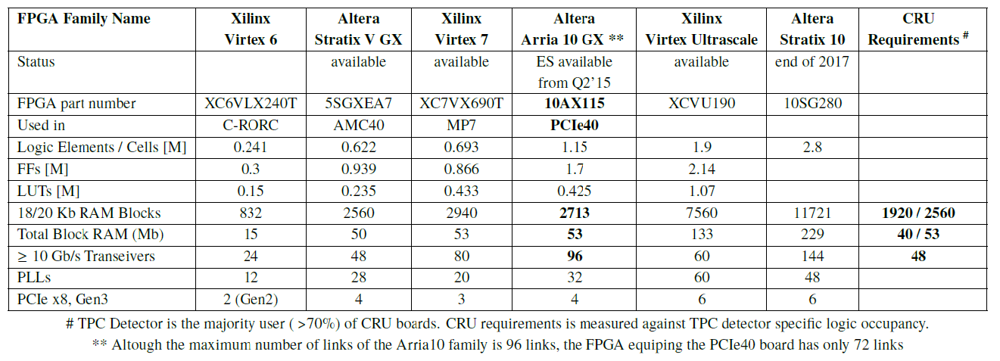 FPGA Family Name Xilinx Virtex 6 Altera Stratix V GX Xilinx Virtex 7 Altera Arria 10 GX ** Xilinx Virtex Ultrascale Altera Stratix 10 CRU Requirements #
Status available available ES available from Q2'15 available end of 2017
FPGA part number XC6VLX240T 5SGXEA7 XC7VX690T 10AX115 XCVU190 10SG280
Used in C-RORC AMC40 MP7 PCIe40
Logic Elements / Cells [M] 0.241 0.622 0.693 1.15 1.9 2.8
FFs [M] 0.3 0.939 0.866 1.7 2.14
LUTs [M] 0.15 0.235 0.433 0.425 1.07
18/20 Kb RAM Blocks 832 2560 2940 2713 7560 11721 1920 / 2560
Total Block RAM (Mb) 15 50 53 53 133 229 40 / 53
≥ 10 Gb/s Transeivers 24 48 80 96 60 144 48
PLLs 12 28 20 32 60 48
PCIe x8, Gen3 2 (Gen2) 4 3 4 6 6
# TPC Detector is the majority user ( >70%) of CRU boards. CRU requirements is measured against TPC detector specific logic occupancy.
** Altough the maximum number of links of the Arria10 family is 96 links, the FPGA equiping the PCIe40 board has only 72 links